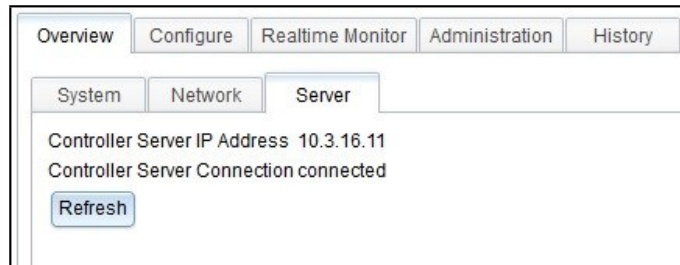 Overview Configure Realtime Monitor Administration History
System Network Server
Controller Server IP Address 10.3.16.11
Controller Server Connection connected
Refresh